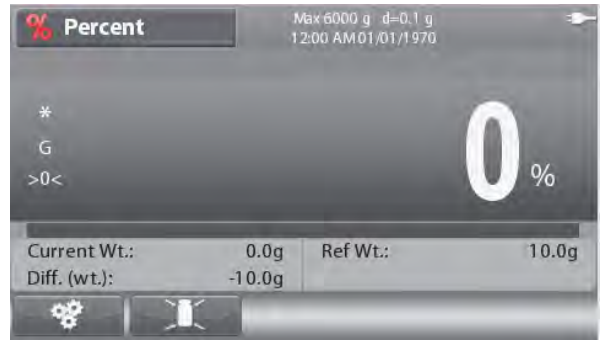 % Percent
Max 6000 g d=0.1 g
12:00 AM 01/01/1970
*
G
>0<
0 %
Current Wt.: 0.0g Ref Wt.: 10.0g
Diff. (wt.): -10.0g